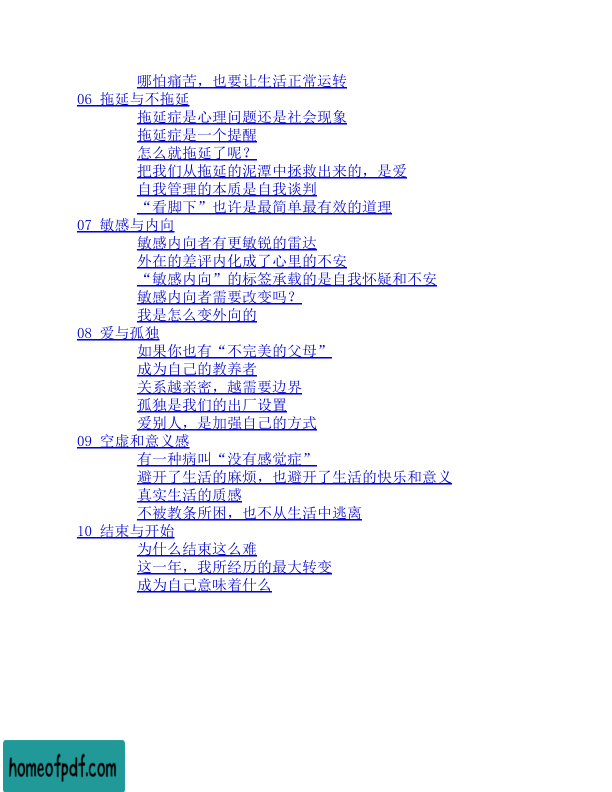 哪怕痛苦，也要让生活正常运转
06 拖延与不拖延
拖延症是心理问题还是社会现象
拖延症是一个提醒
怎么就拖延了呢？
把我们从拖延的泥潭中拯救出来的，是爱
自我管理的本质是自我谈判
“看脚下”也许是最简单最有效的道理
07 敏感与内向
敏感内向者有更敏锐的雷达
外在的差评内化成了心里的不安
“敏感内向”的标签承载的是自我怀疑和不安
敏感内向者需要改变吗？
我是怎么变外向的
08 爱与孤独
如果你也有“不完美的父母”
成为自己的教养者
关系越亲密，越需要边界
孤独是我们的出厂设置
爱别人，是加强自己的方式
09 空虚和意义感
有一种病叫“没有感觉症”
避开了生活的麻烦，也避开了生活的快乐和意义
真实生活的质感
不被教条所困，也不从生活中逃离
10 结束与开始
为什么结束这么难
这一年，我所经历的最大转变
成为自己意味着什么
homeofpdf.com